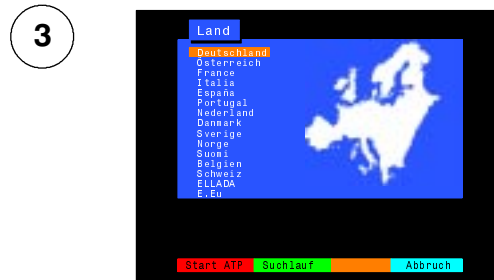 3
Land
Deutschland
Österreich
France
Italia
España
Portugal
Nederland
Danmark
Sverige
Norge
Suomi
Belgien
Schweiz
ELLADA
E.Eu
Start ATP Suchlauf Abbruch